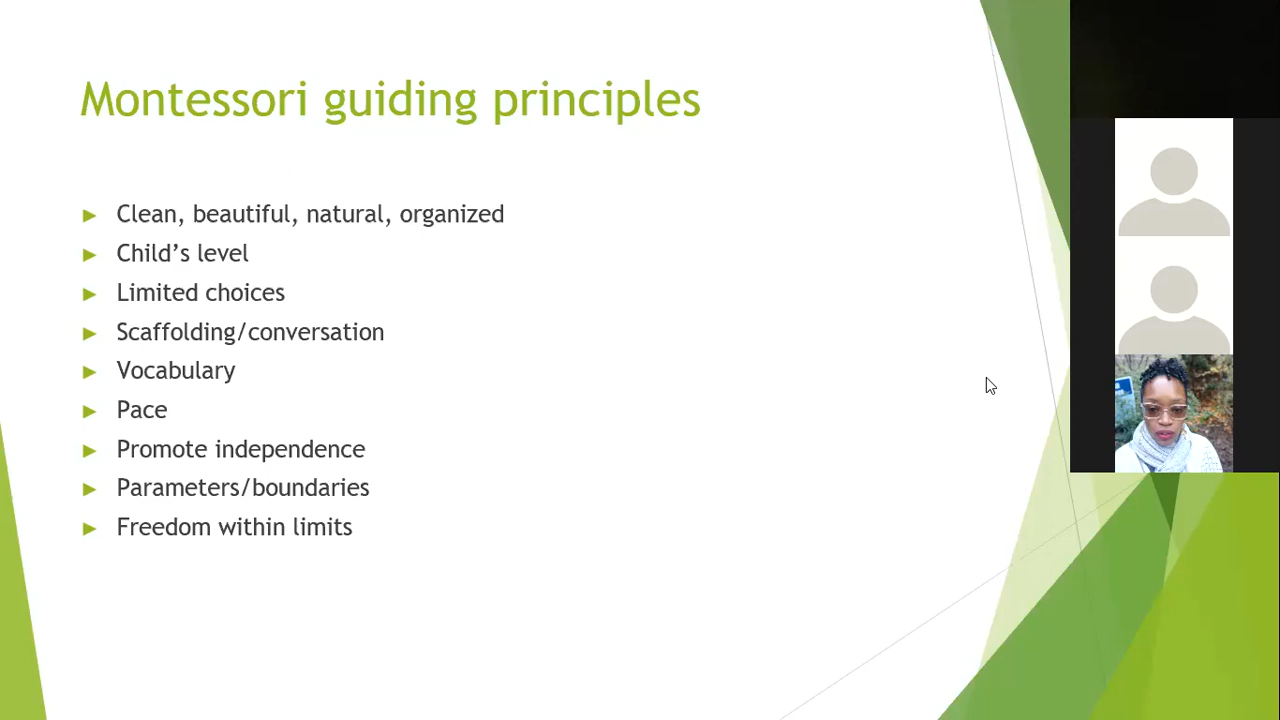 Montessori guiding principles
Clean, beautiful, natural, organized
Child’s level
Limited choices
Scaffolding/conversation
Vocabulary
Pace
Promote independence
Parameters/boundaries
Freedom within limits